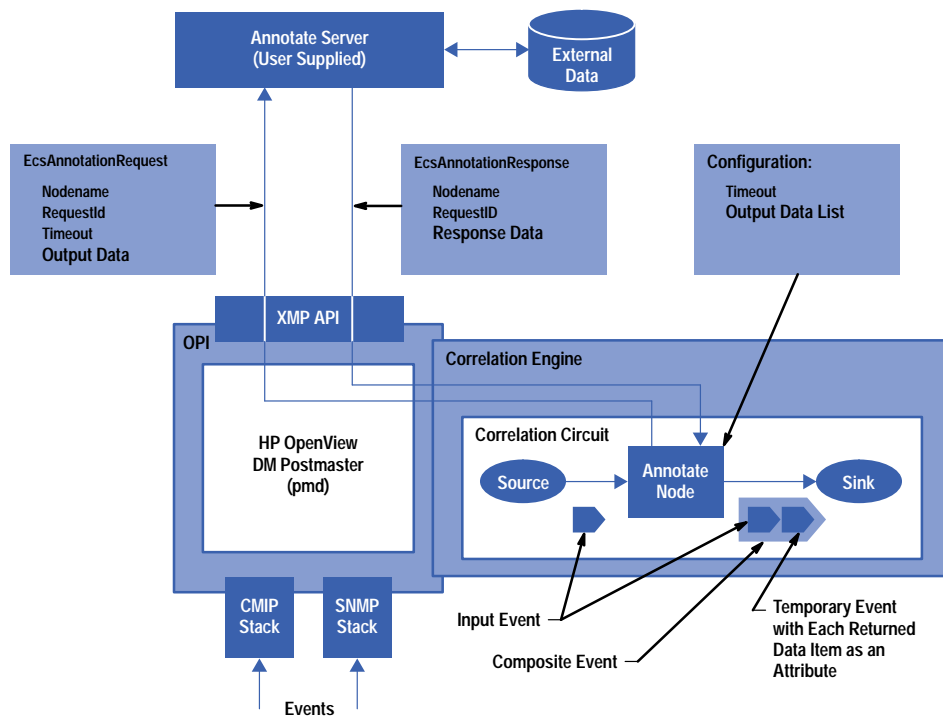 Annotate Server
(User Supplied)
External
Data
EcsAnnotationRequest
Nodename
RequestId
Timeout
Output Data
EcsAnnotationResponse
Nodename
RequestID
Response Data
Configuration:
Timeout
Output Data List
XMP API
OPI
HP OpenView
DM Postmaster
(pmd)
Correlation Engine
Correlation Circuit
Source
Annotate
Node
Sink
CMIP
Stack
SNMP
Stack
Events
Input Event
Composite Event
Temporary Event
with Each Returned
Data Item as an
Attribute